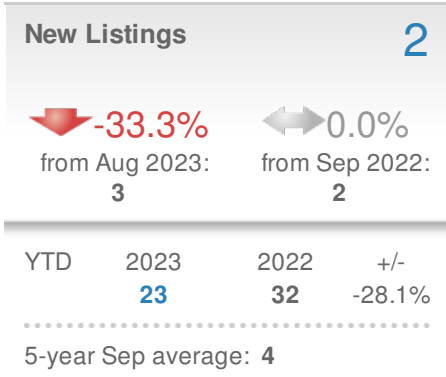 New Listings 2
-33.3% 0.0%
from Aug 2023: from Sep 2022:
3 2
YTD 2023 2022 +/-
23 32 -28.1%
5-year Sep average: 4